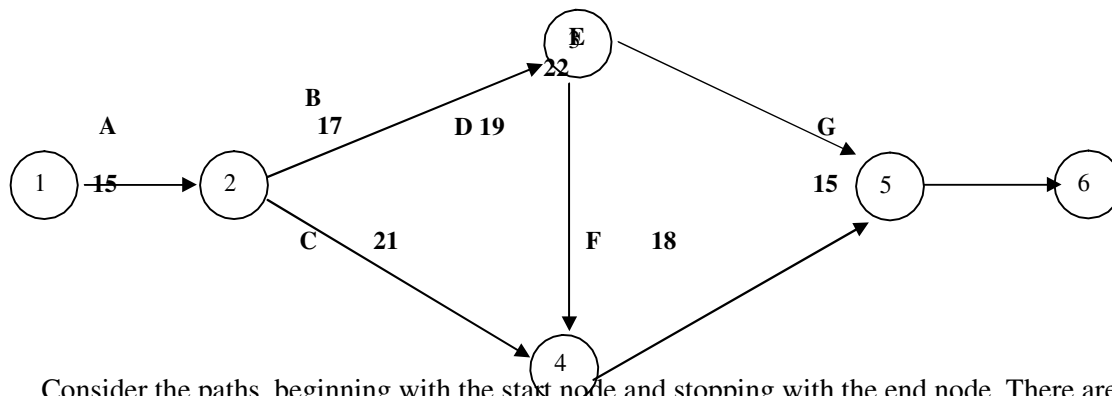 3 E
22
B
A 17 D 19 G
1 15 2 15 5 6
C 21 F 18
4
Consider the paths, beginning with the start node and stopping with the end node. There are